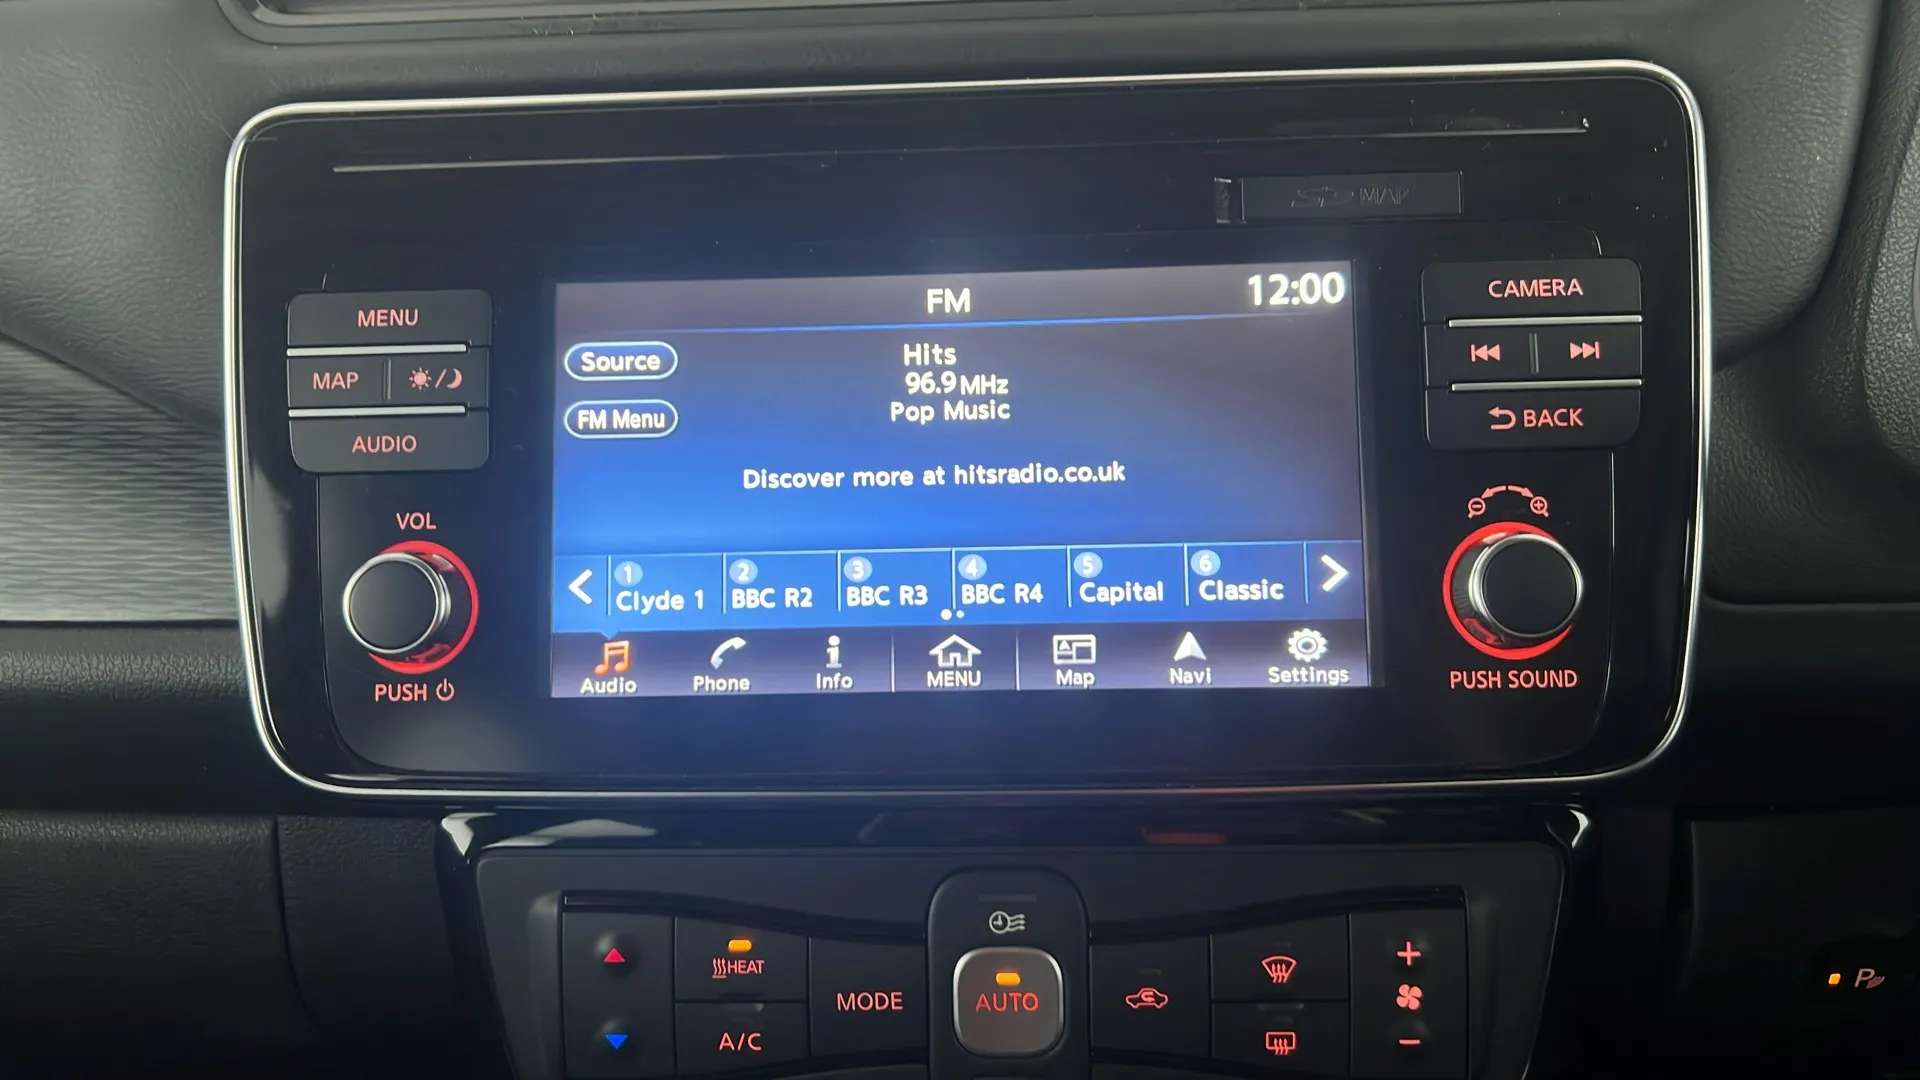 SD MAP
MENU
MAP
AUDIO
VOL
PUSH
FM
12:00
Source
FM Menu
Hits
96.9 MHz
Pop Music
Discover more at hitsradio.co.uk
1 Clyde 1
2 BBC R2
3 BBC R3
4 BBC R4
5 Capital
6 Classic
Audio
Phone
Info
MENU
Map
Navi
Settings
CAMERA
BACK
PUSH SOUND
HEAT
A/C
MODE
AUTO
P